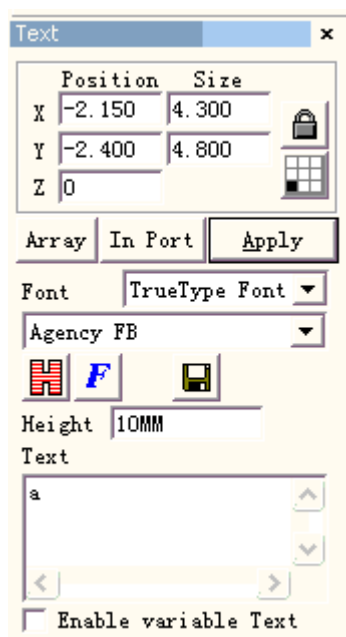 Text
Position Size
X -2.150 4.300
Y -2.400 4.800
Z 0
Array In Port Apply
Font TrueType Font
Agency FB
H F
Height 10MM
Text
a
Enable variable Text